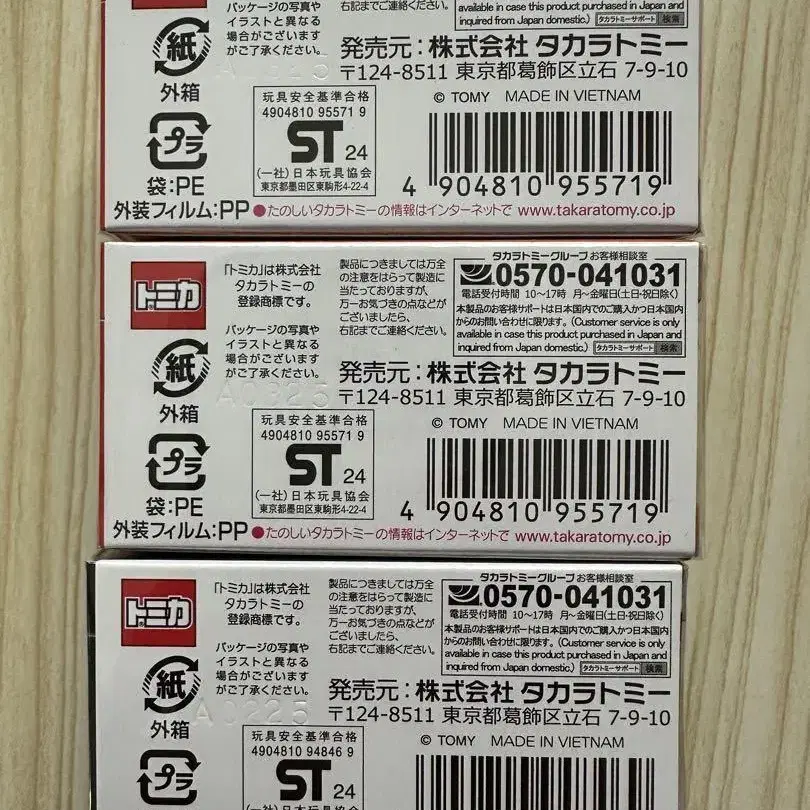 紙
外箱
プラ
袋:PE
外装フィルム:PP
パッケージの写真や
イラストと異なる
場合がございます
がご了承ください。
右記までご連絡ください。
available in case this product purchased in Japan and
inquired from Japan domestic.) タカラトミーサポート 検索
発売元:株式会社 タカラトミー
〒124-8511 東京都葛飾区立石 7-9-10
玩具安全基準合格
4904810 95571 9
ST 24
(一社)日本玩具協会
東京都墨田区東駒形4-22-4
© TOMY MADE IN VIETNAM
4 904810 955719
●たのしいタカラトミーの情報はインターネットで www.takaratomy.co.jp
トミカ
「トミカ」は株式会社
タカラトミーの
登録商標です。
パッケージの写真や
イラストと異なる
場合がございます
がご了承ください。
製品につきましては万全
の注意をはらって製造に
当たっておりますが、
万一お気づきの点などが
ございましたら、
右記までご連絡ください。
タカラトミーグループ お客様相談室
0570-041031
電話受付時間 10〜17時 月〜金曜日(土日・祝日除く)
本製品のお客様サポートは日本国内でのご購入かつ日本国内
からのお問い合わせに限ります。(Customer service is only
available in case this product purchased in Japan and
inquired from Japan domestic.) タカラトミーサポート 検索
紙
外箱
A0325
発売元:株式会社 タカラトミー
〒124-8511 東京都葛飾区立石 7-9-10
プラ
袋:PE
外装フィルム:PP
玩具安全基準合格
4904810 95571 9
ST 24
(一社)日本玩具協会
東京都墨田区東駒形4-22-4
© TOMY MADE IN VIETNAM
4 904810 955719
●たのしいタカラトミーの情報はインターネットで www.takaratomy.co.jp
トミカ
「トミカ」は株式会社
タカラトミーの
登録商標です。
パッケージの写真や
イラストと異なる
場合がございます
がご了承ください。
製品につきましては万全
の注意をはらって製造に
当たっておりますが、
万一お気づきの点などが
ございましたら、
右記までご連絡ください。
タカラトミーグループ お客様相談室
0570-041031
電話受付時間 10〜17時 月〜金曜日(土日・祝日除く)
本製品のお客様サポートは日本国内でのご購入かつ日本国内
からのお問い合わせに限ります。(Customer service is only
available in case this product purchased in Japan and
inquired from Japan domestic.) タカラトミーサポート 検索
紙
外箱
A0225
発売元:株式会社 タカラトミー
〒124-8511 東京都葛飾区立石 7-9-10
プラ
玩具安全基準合格
4904810 94846 9
ST 24
© TOMY MADE IN VIETNAM